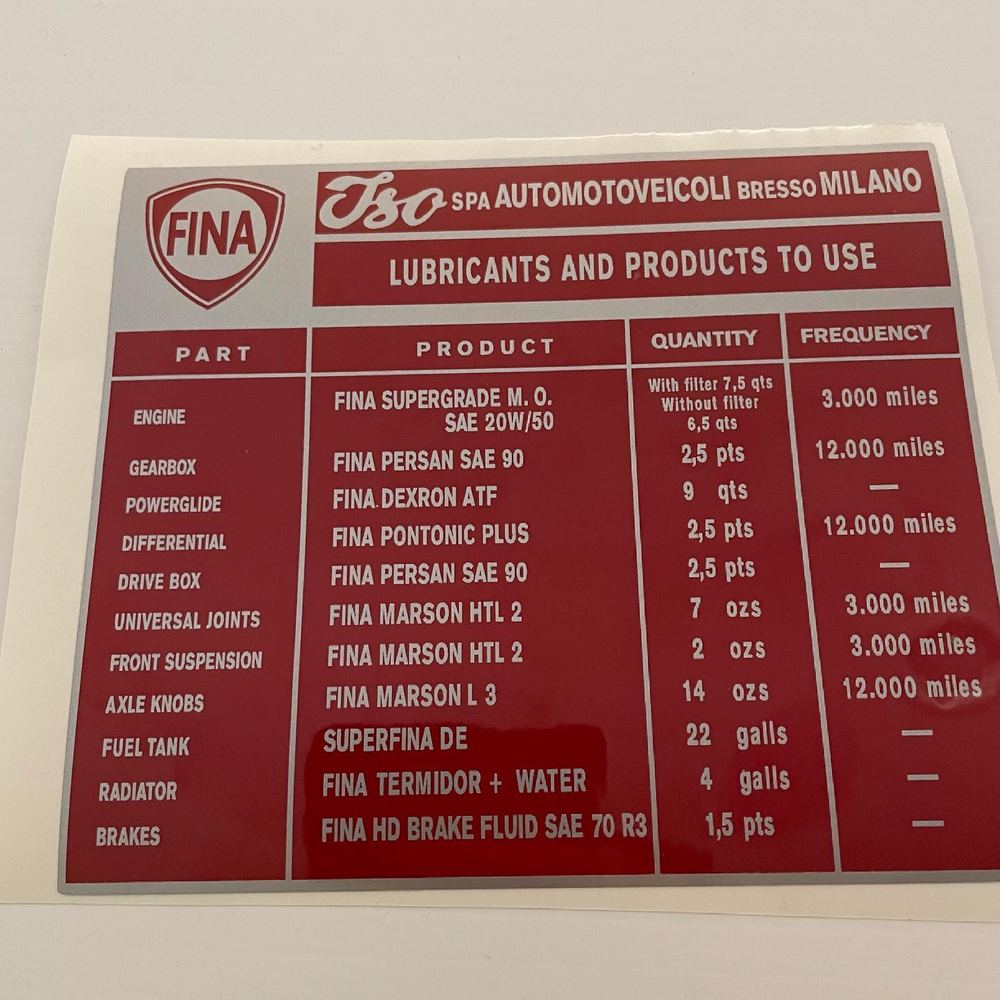 FINA
Iso SPA AUTOMOTOVEICOLI BRESSO MILANO
LUBRICANTS AND PRODUCTS TO USE
PART PRODUCT QUANTITY FREQUENCY
ENGINE FINA SUPERGRADE M. O. SAE 20W/50 With filter 7,5 qts Without filter 6,5 qts 3.000 miles
GEARBOX FINA PERSAN SAE 90 2,5 pts 12.000 miles
POWERGLIDE FINA DEXRON ATF 9 qts —
DIFFERENTIAL FINA PONTONIC PLUS 2,5 pts 12.000 miles
DRIVE BOX FINA PERSAN SAE 90 2,5 pts —
UNIVERSAL JOINTS FINA MARSON HTL 2 7 ozs 3.000 miles
FRONT SUSPENSION FINA MARSON HTL 2 2 ozs 3.000 miles
AXLE KNOBS FINA MARSON L 3 14 ozs 12.000 miles
FUEL TANK SUPERFINA DE 22 galls —
RADIATOR FINA TERMIDOR + WATER 4 galls —
BRAKES FINA HD BRAKE FLUID SAE 70 R3 1,5 pts —